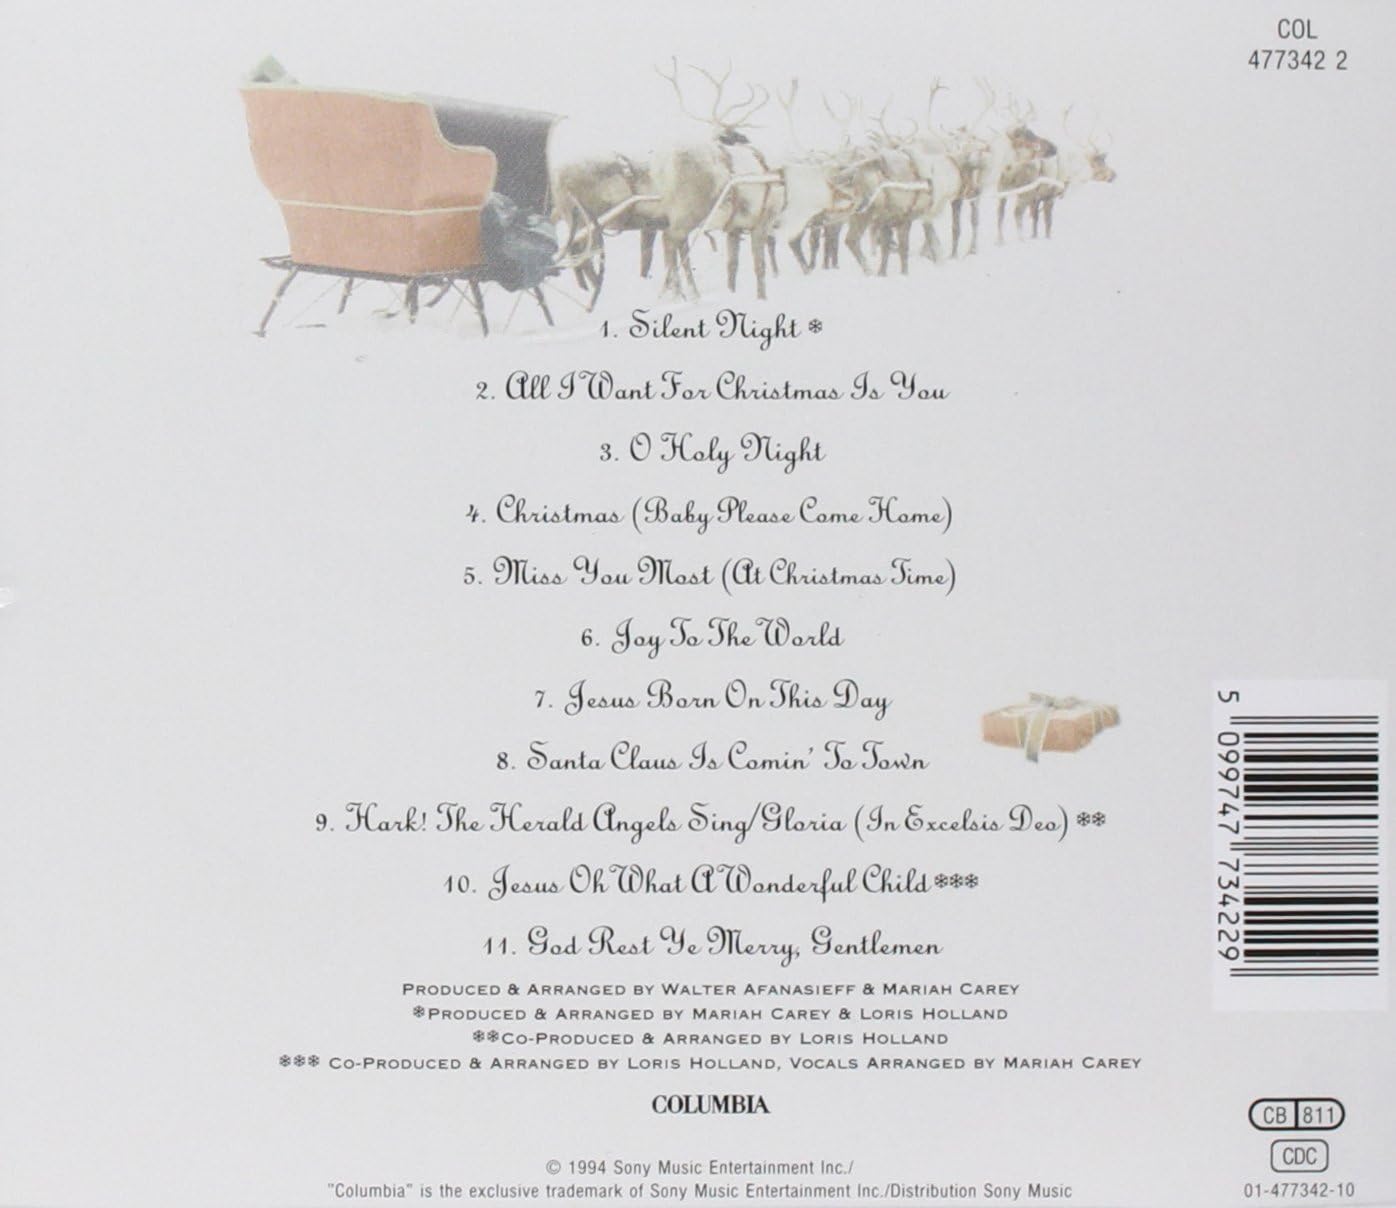 COL
477342 2
1. Silent Night *
2. All I Want For Christmas Is You
3. O Holy Night
4. Christmas (Baby Please Come Home)
5. Miss You Most (At Christmas Time)
6. Joy To The World
7. Jesus Born On This Day
8. Santa Claus Is Comin' To Town
9. Hark! The Herald Angels Sing/Gloria (In Excelsis Deo) **
10. Jesus Oh What A Wonderful Child ***
11. God Rest Ye Merry, Gentlemen
PRODUCED & ARRANGED BY WALTER AFANASIEFF & MARIAH CAREY
*PRODUCED & ARRANGED BY MARIAH CAREY & LORIS HOLLAND
**CO-PRODUCED & ARRANGED BY LORIS HOLLAND
*** CO-PRODUCED & ARRANGED BY LORIS HOLLAND, VOCALS ARRANGED BY MARIAH CAREY
COLUMBIA
© 1994 Sony Music Entertainment Inc./
"Columbia" is the exclusive trademark of Sony Music Entertainment Inc./Distribution Sony Music
5 099747 734229
CB 811
CDC
01-477342-10